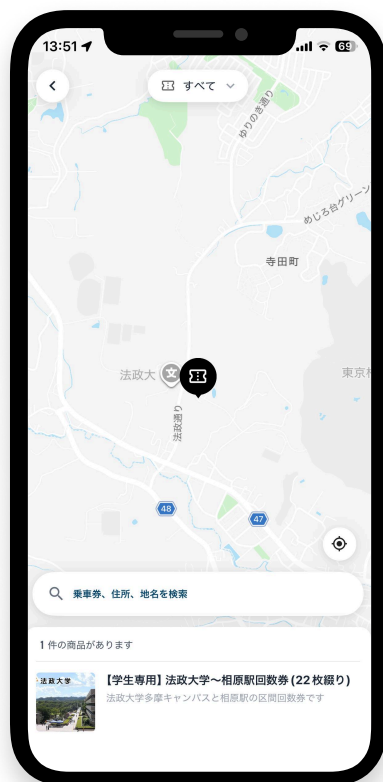 13:51
69
すべて
ゆりのき通り
めじろ台グリーン
寺田町
法政大
文
東京
法政通り
48
47
乗車券、住所、地名を検索
1 件の商品があります
法政大学
【学生専用】法政大学〜相原駅回数券 (22枚綴り)
法政大学多摩キャンパスと相原駅の区間回数券です